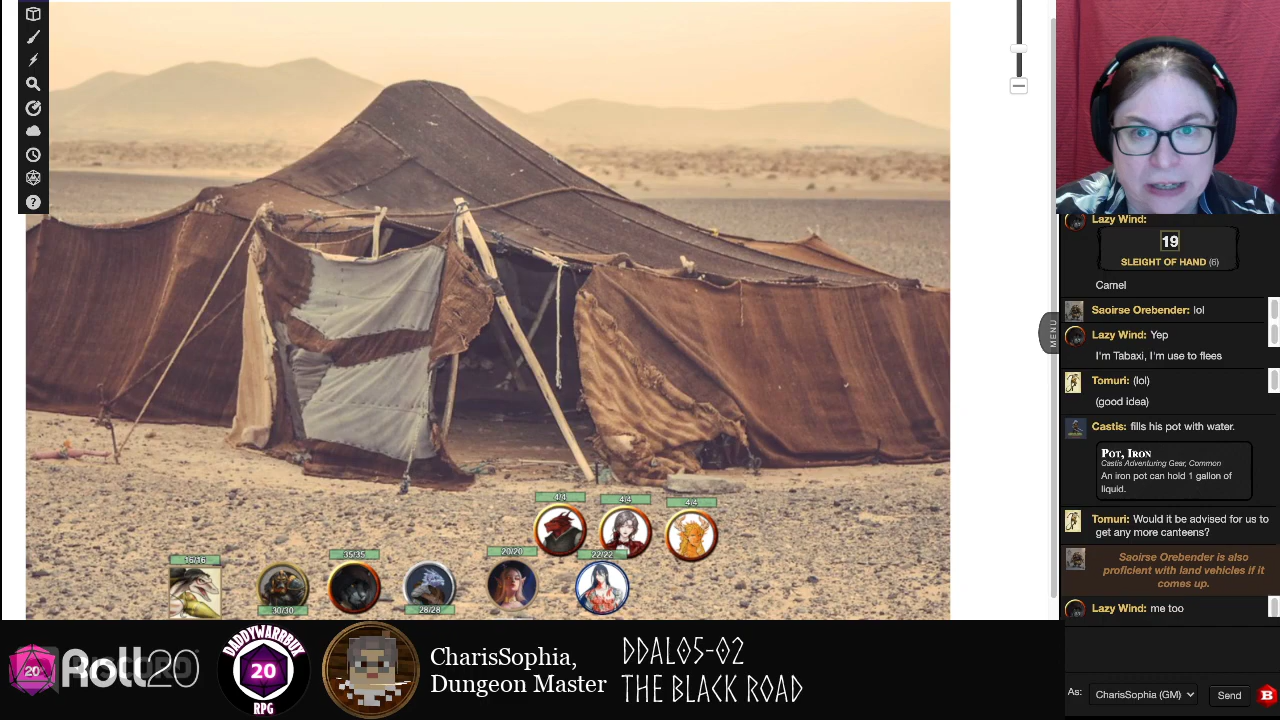 Lazy Wind:
19
SLEIGHT OF HAND (6)
Camel
Saoirse Orebender: lol
Lazy Wind: Yep
I'm Tabaxi, I'm use to flees
Tomuri: (lol)
(good idea)
Castis: fills his pot with water.
POT, IRON
Castis Adventuring Gear, Common
An iron pot can hold 1 gallon of
liquid.
Tomuri: Would it be advised for us to
get any more canteens?
Saoirse Orebender is also
proficient with land vehicles if it
comes up.
Lazy Wind: me too
As: CharisSophia (GM) Send
B
MENU
4/4
4/4
4/4
16/16
35/35
20/20
22/22
30/30
28/28
20
DISCORD
Roll20
DADDYWARRBUX
20
RPG
CharisSophia,
Dungeon Master
DDAL05-02
THE BLACK ROAD